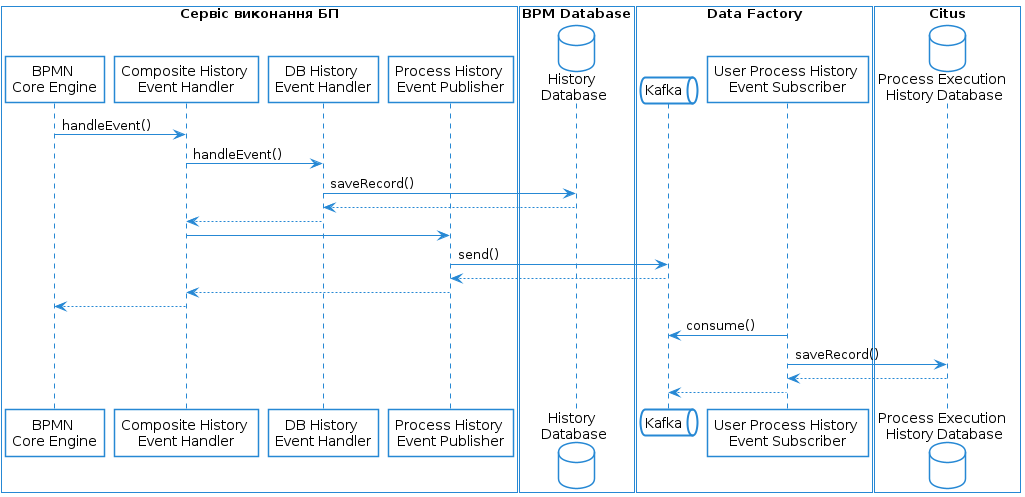 Сервіс виконання БП
BPM Database
Data Factory
Citus
BPMN
Core Engine
Composite History
Event Handler
DB History
Event Handler
Process History
Event Publisher
History
Database
Kafka
User Process History
Event Subscriber
Process Execution
History Database
handleEvent()
handleEvent()
saveRecord()
send()
consume()
saveRecord()
BPMN
Core Engine
Composite History
Event Handler
DB History
Event Handler
Process History
Event Publisher
History
Database
Kafka
User Process History
Event Subscriber
Process Execution
History Database